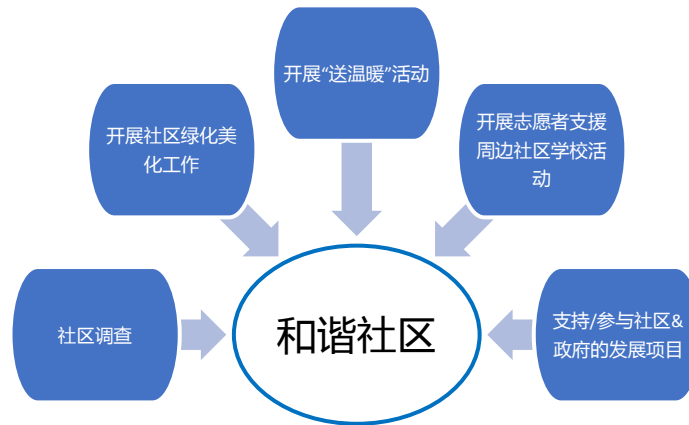 开展“送温暖”活动
开展社区绿化美
化工作
开展志愿者支援
周边社区学校活
动
社区调查
和谐社区
支持/参与社区&
政府的发展项目